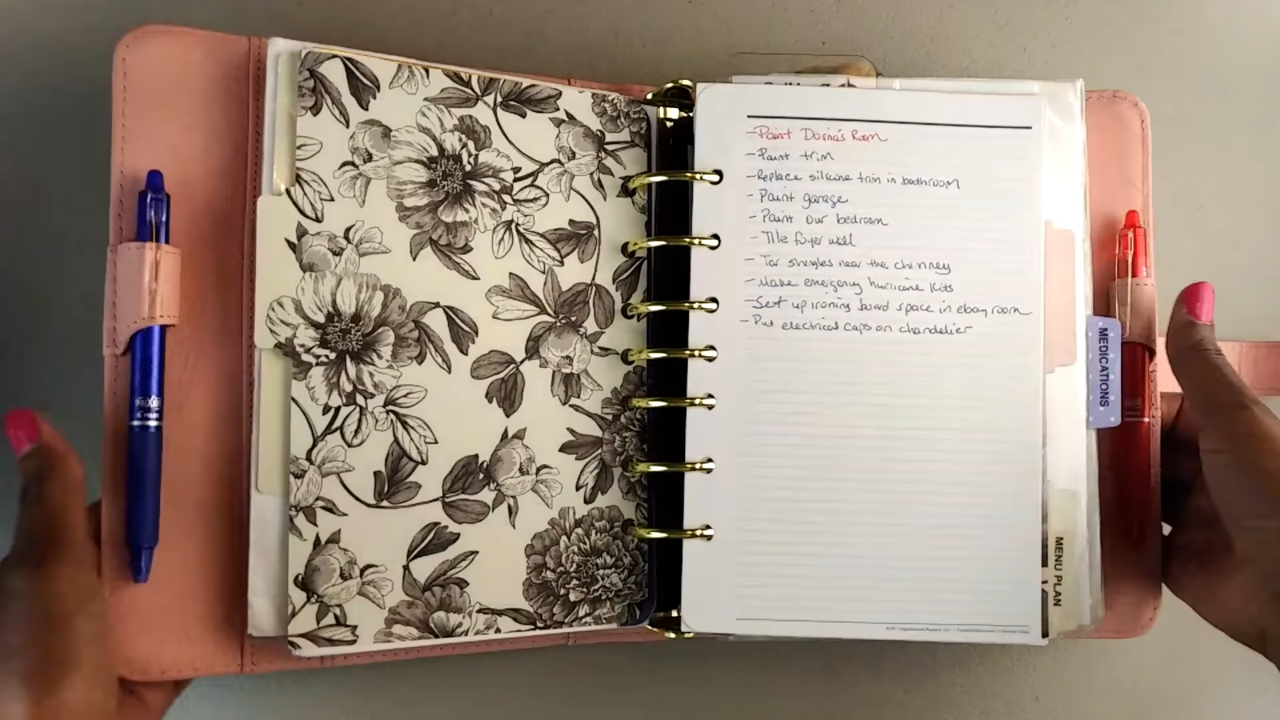 - Paint Doria's Room
- Paint trim
- Replace silicone trim in bathroom
- Paint garage
- Paint our bedroom
- Tile foyer wall
- Tar shingles near the chimney
- Make emergency hurricane kits
- Set up ironing board space in ebay room
- Put electrical caps on chandelier
MEDICATIONS
MENU PLAN